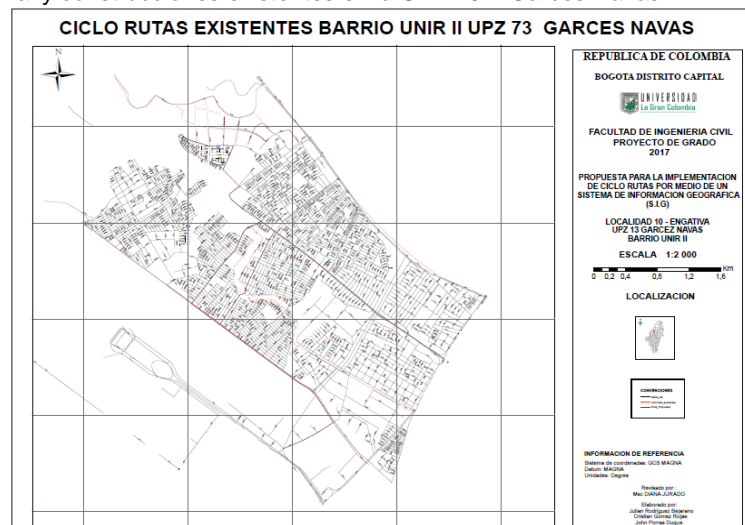 CICLO RUTAS EXISTENTES BARRIO UNIR II UPZ 73 GARCES NAVAS
REPUBLICA DE COLOMBIA
BOGOTA DISTRITO CAPITAL
UNIVERSIDAD
La Gran Colombia
FACULTAD DE INGENIERIA CIVIL
PROYECTO DE GRADO
2017
PROPUESTA PARA LA IMPLEMENTACION
DE CICLO RUTAS POR MEDIO DE UN
SISTEMA DE INFORMACION GEOGRAFICA
(S.I.G)
LOCALIDAD 10 - ENGATIVA
UPZ 13 GARCEZ NAVAS
BARRIO UNIR II
ESCALA 1:2 000
Km
0 0,2 0,4 0,8 1,2 1,6
LOCALIZACION
CONVENCIONES
INFORMACION DE REFERENCIA
Sistema de coordenadas: GCS MAGNA
Datum: MAGNA
Unidades: Degree
Revisado por :
Msc DIANA JURADO
Elaborado por:
Julian Rodriguez Bejarano
Cristian Gomez Rojas
John Porras Duque